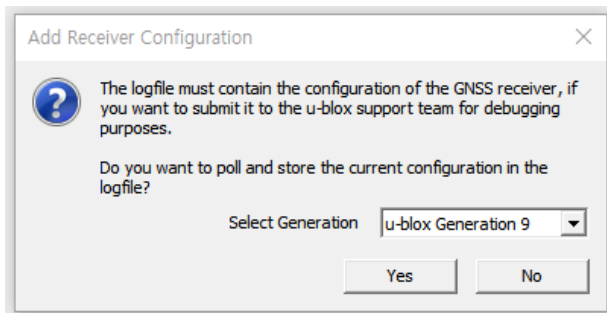 Add Receiver Configuration
The logfile must contain the configuration of the GNSS receiver, if
you want to submit it to the u-blox support team for debugging
purposes.
Do you want to poll and store the current configuration in the
logfile?
Select Generation u-blox Generation 9
Yes No